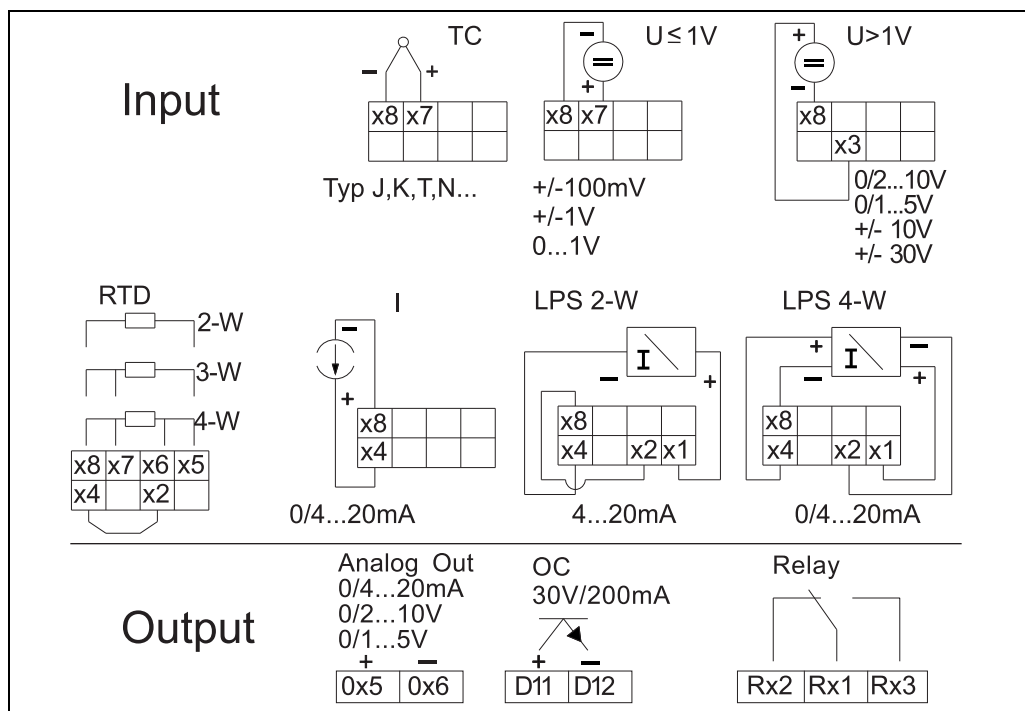 Input
TC
− +
x8 x7
Typ J,K,T,N...
U≤1V
−
+
x8 x7
+/-100mV
+/-1V
0...1V
U>1V
+
−
x8
x3
0/2...10V
0/1...5V
+/- 10V
+/- 30V
RTD
2-W
3-W
4-W
x8 x7 x6 x5
x4 x2
I
−
+
x8
x4
0/4...20mA
LPS 2-W
I
− +
x8
x4 x2 x1
4...20mA
LPS 4-W
+ I −
− +
x8
x4 x2 x1
0/4...20mA
Output
Analog Out
0/4...20mA
0/2...10V
0/1...5V
+ −
0x5 0x6
OC
30V/200mA
+ −
D11 D12
Relay
Rx2 Rx1 Rx3